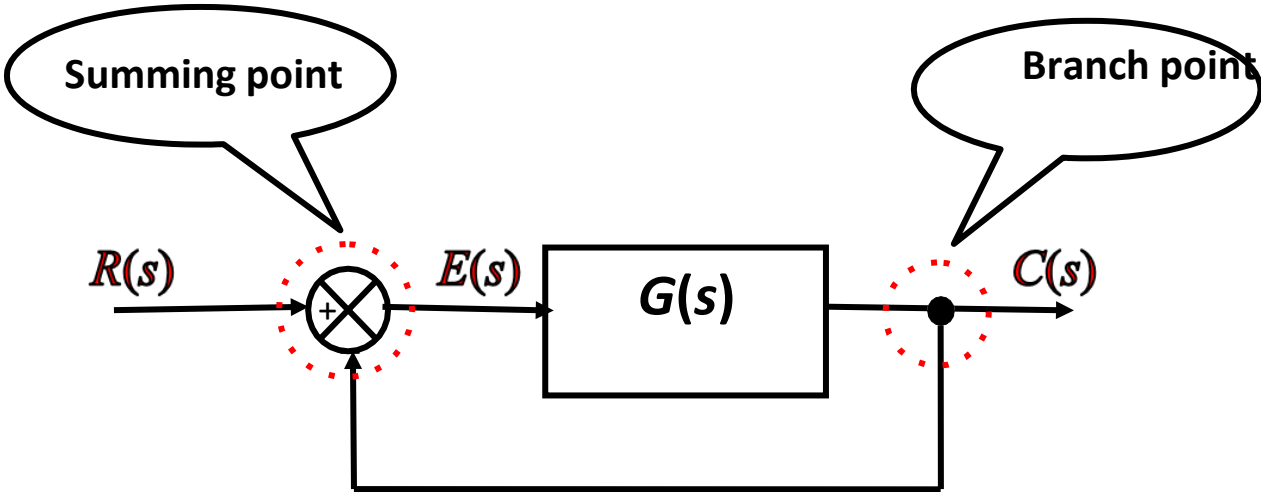 Summing point
Branch point
R(s)
+
E(s)
G(s)
C(s)